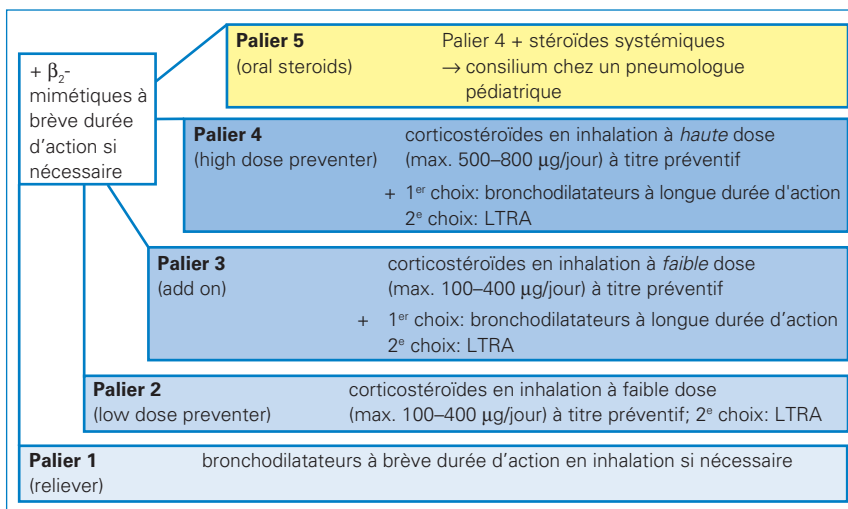 + β₂-
mimétiques à
brève durée
d'action si
nécessaire
Palier 5 Palier 4 + stéroïdes systémiques
(oral steroids) → consilium chez un pneumologue
pédiatrique
Palier 4 corticostéroïdes en inhalation à haute dose
(high dose preventer) (max. 500–800 µg/jour) à titre préventif
+ 1er choix: bronchodilatateurs à longue durée d'action
2e choix: LTRA
Palier 3 corticostéroïdes en inhalation à faible dose
(add on) (max. 100–400 µg/jour) à titre préventif
+ 1er choix: bronchodilatateurs à longue durée d'action
2e choix: LTRA
Palier 2 corticostéroïdes en inhalation à faible dose
(low dose preventer) (max. 100–400 µg/jour) à titre préventif; 2e choix: LTRA
Palier 1 bronchodilatateurs à brève durée d'action en inhalation si nécessaire
(reliever)